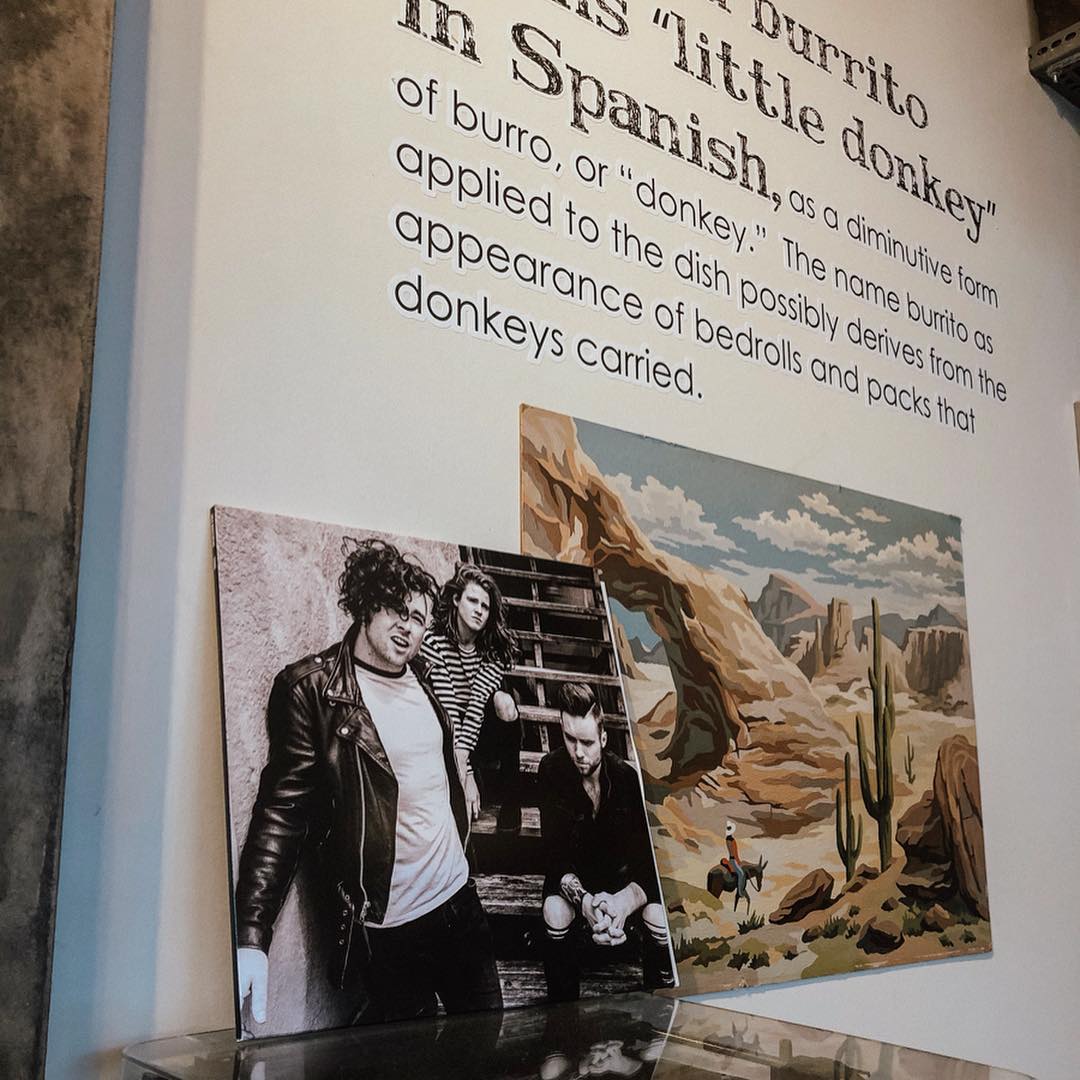 burrito
“little donkey”
in Spanish, as a diminutive form
of burro, or “donkey.” The name burrito as
applied to the dish possibly derives from the
appearance of bedrolls and packs that
donkeys carried.